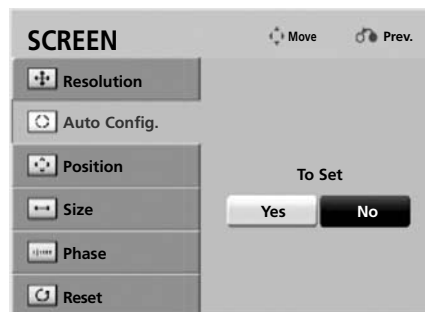 SCREEN
Move
Prev.
Resolution
Auto Config.
Position
Size
Phase
Reset
To Set
Yes
No